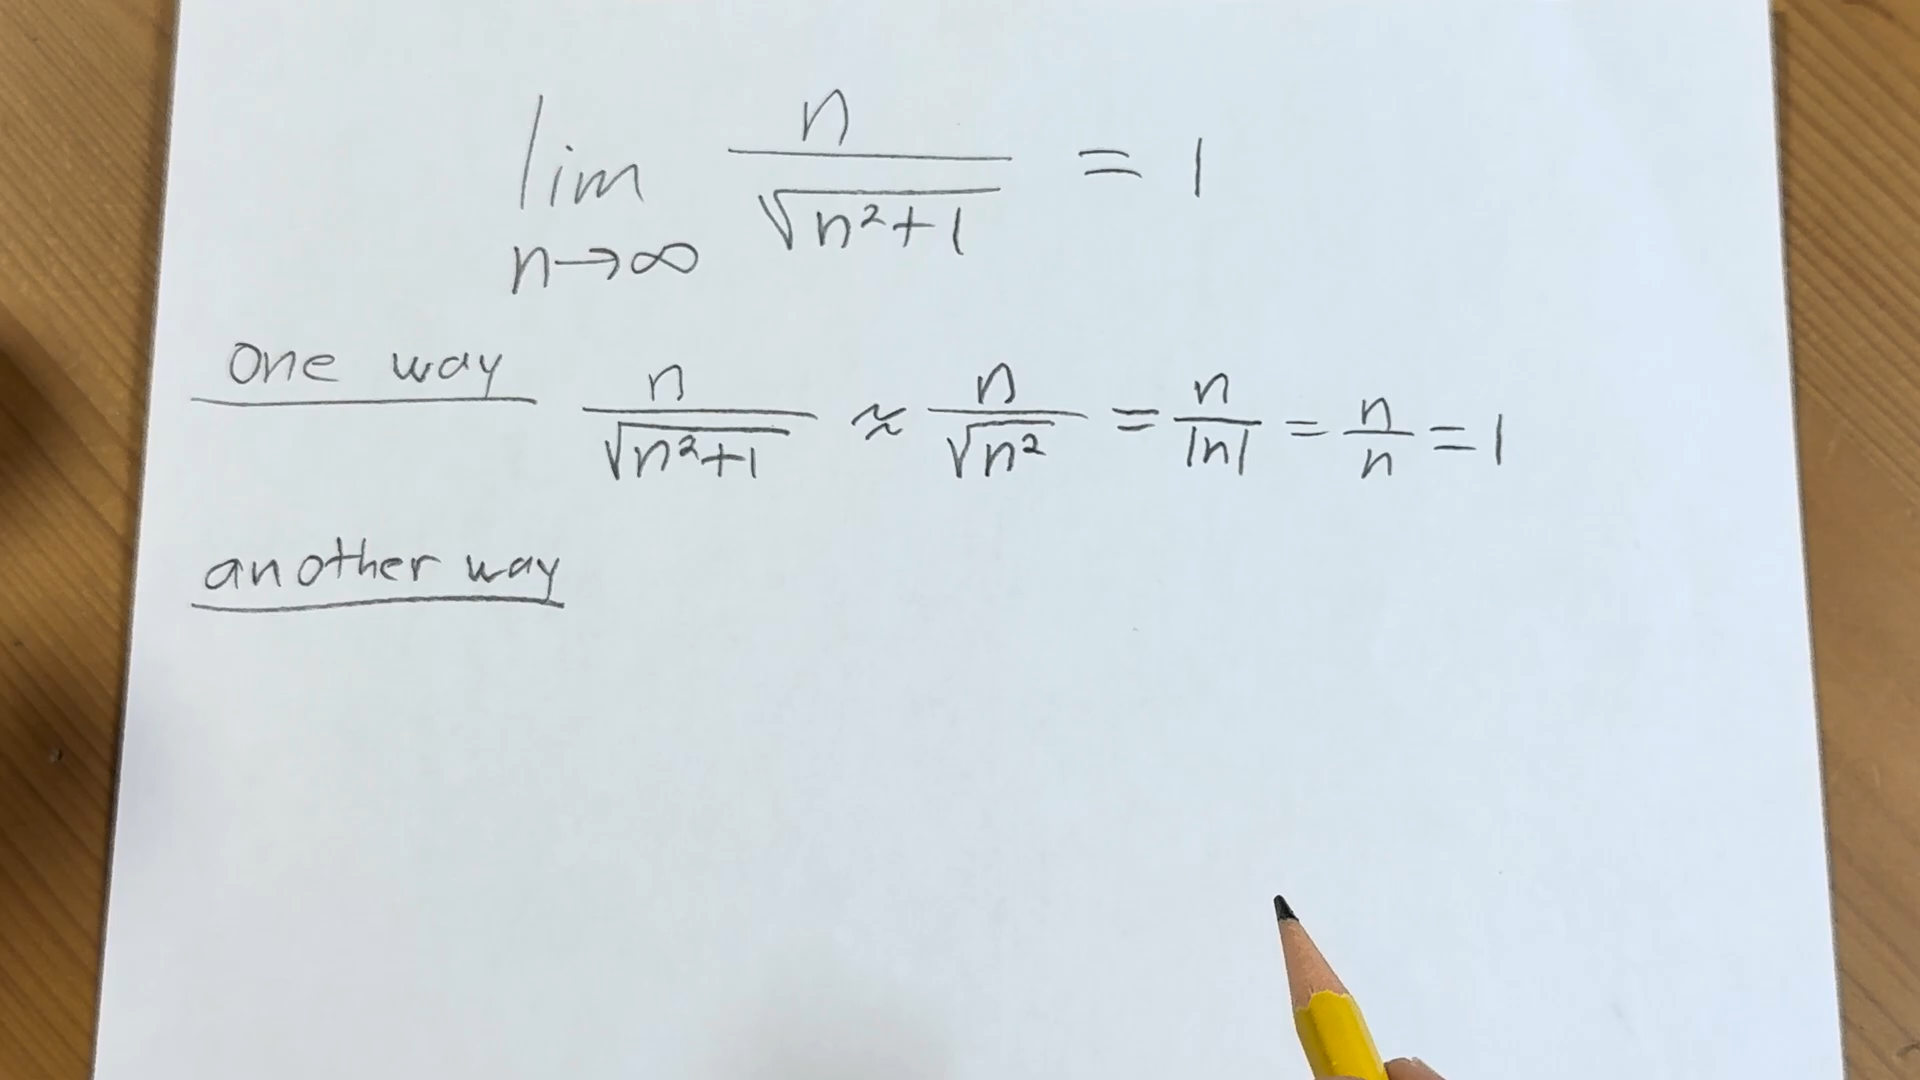 lim n→∞ n/√(n²+1) = 1
one way n/√(n²+1) ≈ n/√(n²) = n/|n| = n/n = 1
another way